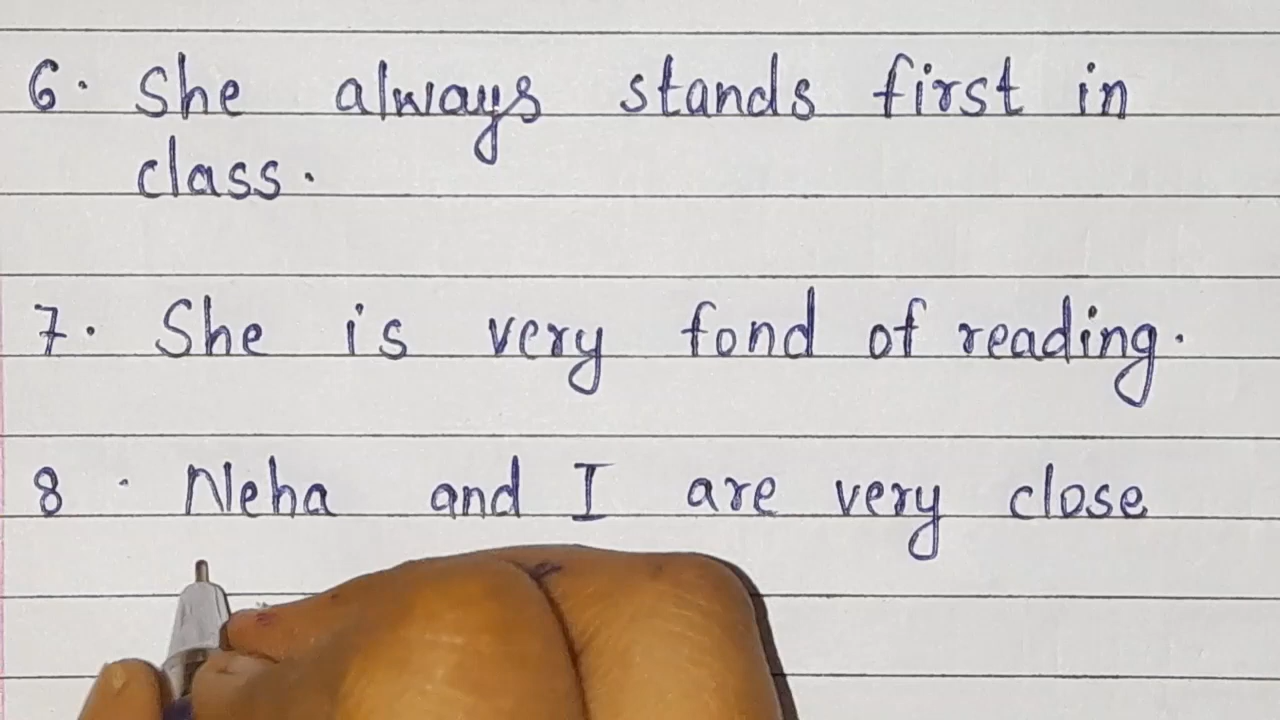 6. She always stands first in
class.
7. She is very fond of reading.
8. Neha and I are very close